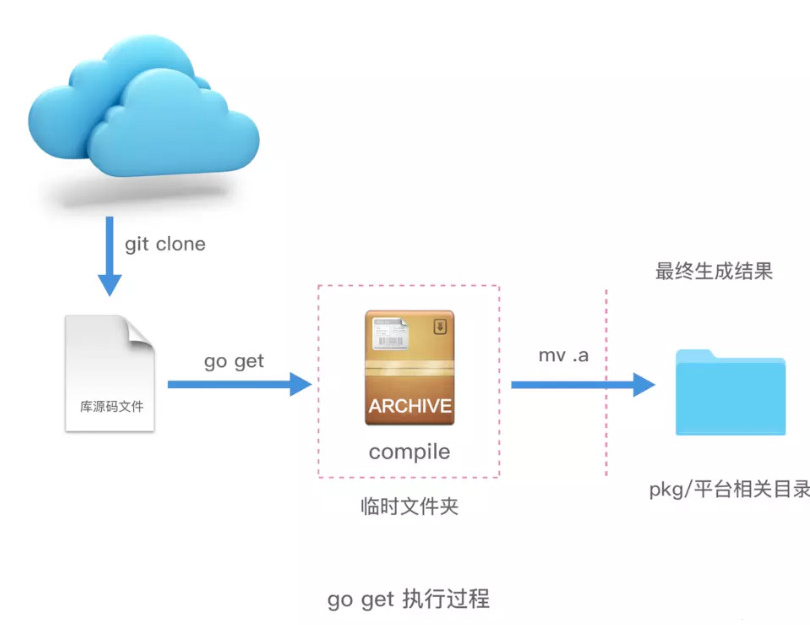 git clone
最终生成结果
库源码文件
go get
mv .a
ARCHIVE
compile
临时文件夹
pkg/平台相关目录
go get 执行过程